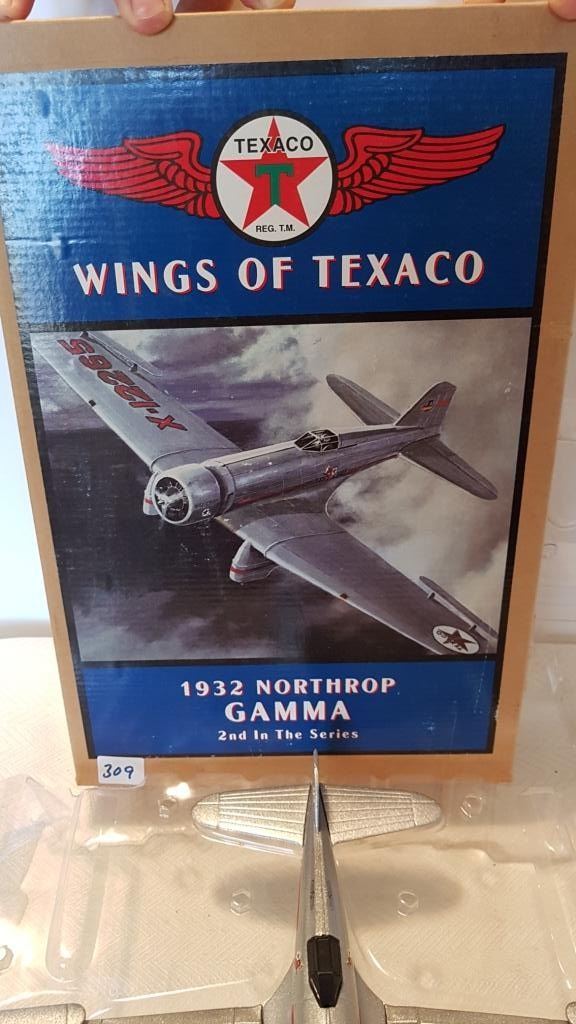 TEXACO
T
REG. T.M.
WINGS OF TEXACO
X-12265
1932 NORTHROP
GAMMA
2nd In The Series
309